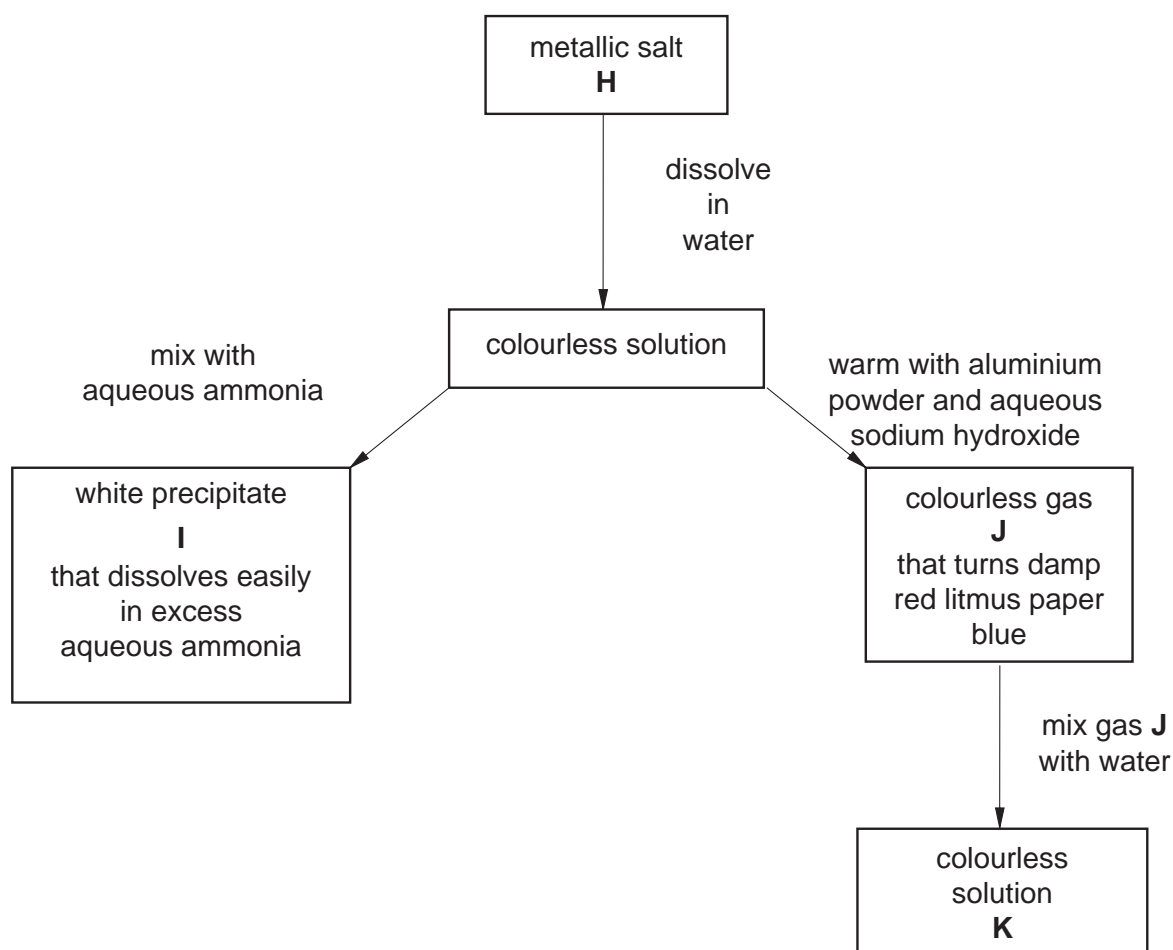 metallic salt
H
dissolve
in
water
colourless solution
mix with
aqueous ammonia
warm with aluminium
powder and aqueous
sodium hydroxide
white precipitate
I
that dissolves easily
in excess
aqueous ammonia
colourless gas
J
that turns damp
red litmus paper
blue
mix gas J
with water
colourless
solution
K